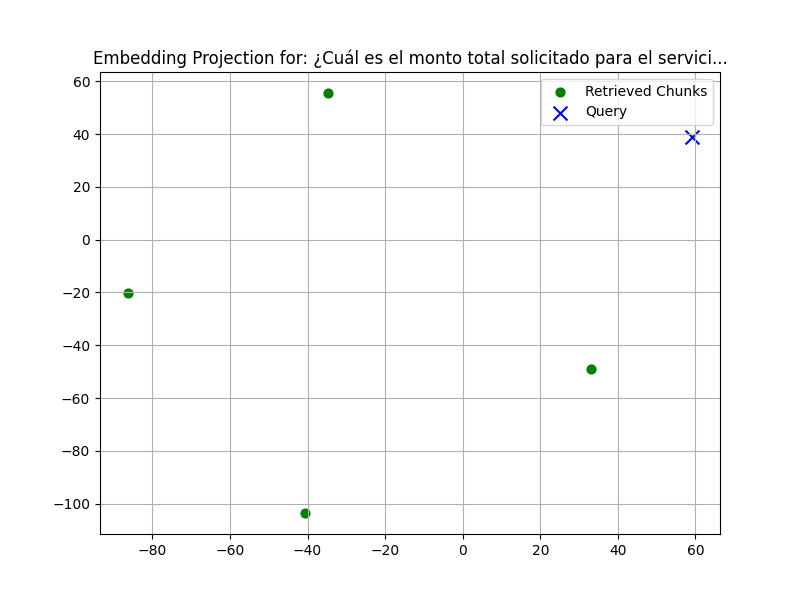 Embedding Projection for: ¿Cuál es el monto total solicitado para el servici...
Retrieved Chunks
Query
60
40
20
0
−20
−40
−60
−80
−100
−80 −60 −40 −20 0 20 40 60